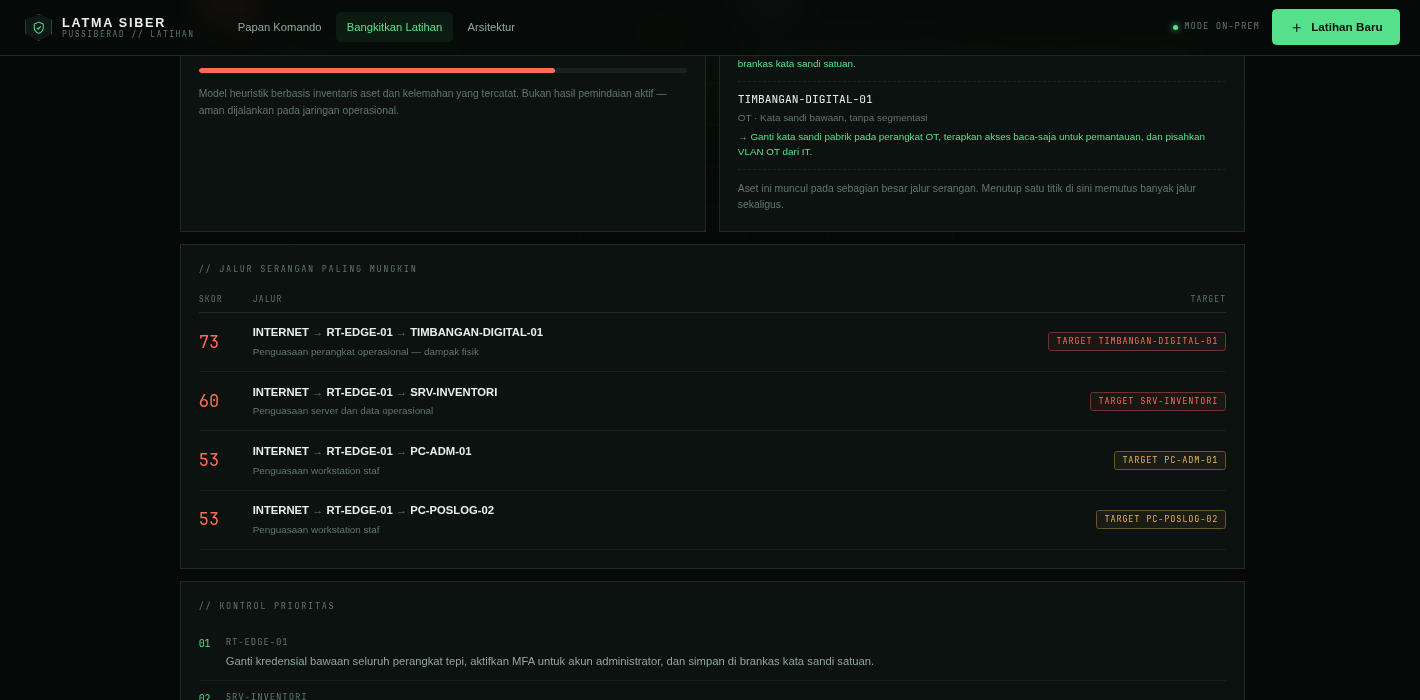 LATMA SIBER
PUSSIBERAD // LATIHAN
Papan Komando
Bangkitkan Latihan
Arsitektur
MODE ON-PREM
+ Latihan Baru
Model heuristik berbasis inventaris aset dan kelemahan yang tercatat. Bukan hasil pemindaian aktif —
aman dijalankan pada jaringan operasional.
brankas kata sandi satuan.
TIMBANGAN-DIGITAL-01
OT · Kata sandi bawaan, tanpa segmentasi
→ Ganti kata sandi pabrik pada perangkat OT, terapkan akses baca-saja untuk pemantauan, dan pisahkan
VLAN OT dari IT.
Aset ini muncul pada sebagian besar jalur serangan. Menutup satu titik di sini memutus banyak jalur
sekaligus.
// JALUR SERANGAN PALING MUNGKIN
SKOR JALUR TARGET
73 INTERNET → RT-EDGE-01 → TIMBANGAN-DIGITAL-01
Penguasaan perangkat operasional — dampak fisik
TARGET TIMBANGAN-DIGITAL-01
60 INTERNET → RT-EDGE-01 → SRV-INVENTORI
Penguasaan server dan data operasional
TARGET SRV-INVENTORI
53 INTERNET → RT-EDGE-01 → PC-ADM-01
Penguasaan workstation staf
TARGET PC-ADM-01
53 INTERNET → RT-EDGE-01 → PC-POSLOG-02
Penguasaan workstation staf
TARGET PC-POSLOG-02
// KONTROL PRIORITAS
01 RT-EDGE-01
Ganti kredensial bawaan seluruh perangkat tepi, aktifkan MFA untuk akun administrator, dan simpan di brankas kata sandi satuan.
02 SRV-INVENTORI